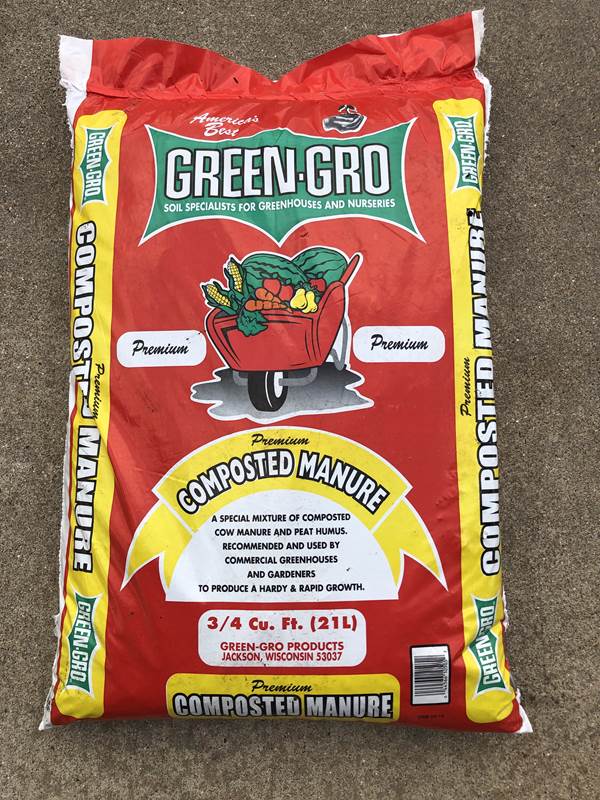 America's
Best
GREEN-GRO
SOIL SPECIALISTS FOR GREENHOUSES AND NURSERIES
GREEN-GRO
GREEN-GRO
Premium
COMPOSTED MANURE
Premium
Premium
Premium
COMPOSTED MANURE
Premium
COMPOSTED MANURE
A SPECIAL MIXTURE OF COMPOSTED
COW MANURE AND PEAT HUMUS.
RECOMMENDED AND USED BY
COMMERCIAL GREENHOUSES
AND GARDENERS
TO PRODUCE A HARDY & RAPID GROWTH.
3/4 Cu. Ft. (21L)
GREEN-GRO PRODUCTS
JACKSON, WISCONSIN 53037
GREEN-GRO
GREEN-GRO
Premium
COMPOSTED MANURE